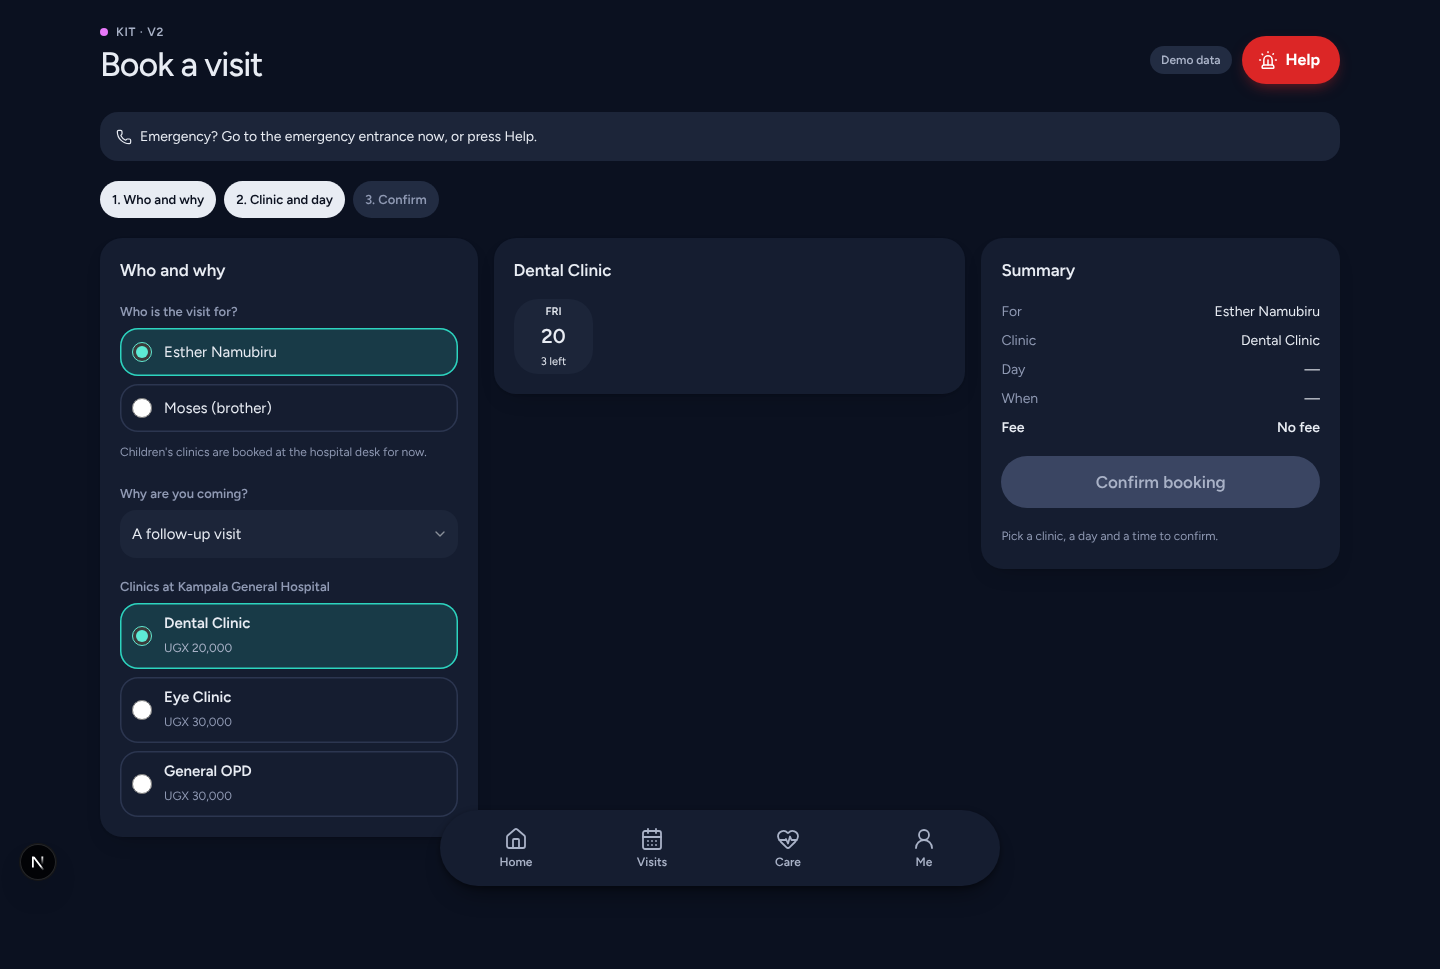 KIT · V2
Book a visit
Demo data
Help
Emergency? Go to the emergency entrance now, or press Help.
1. Who and why
2. Clinic and day
3. Confirm
Who and why
Who is the visit for?
Esther Namubiru
Moses (brother)
Children's clinics are booked at the hospital desk for now.
Why are you coming?
A follow-up visit
Clinics at Kampala General Hospital
Dental Clinic
UGX 20,000
Eye Clinic
UGX 30,000
General OPD
UGX 30,000
Dental Clinic
FRI
20
3 left
Summary
For Esther Namubiru
Clinic Dental Clinic
Day —
When —
Fee No fee
Confirm booking
Pick a clinic, a day and a time to confirm.
Home
Visits
Care
Me
N